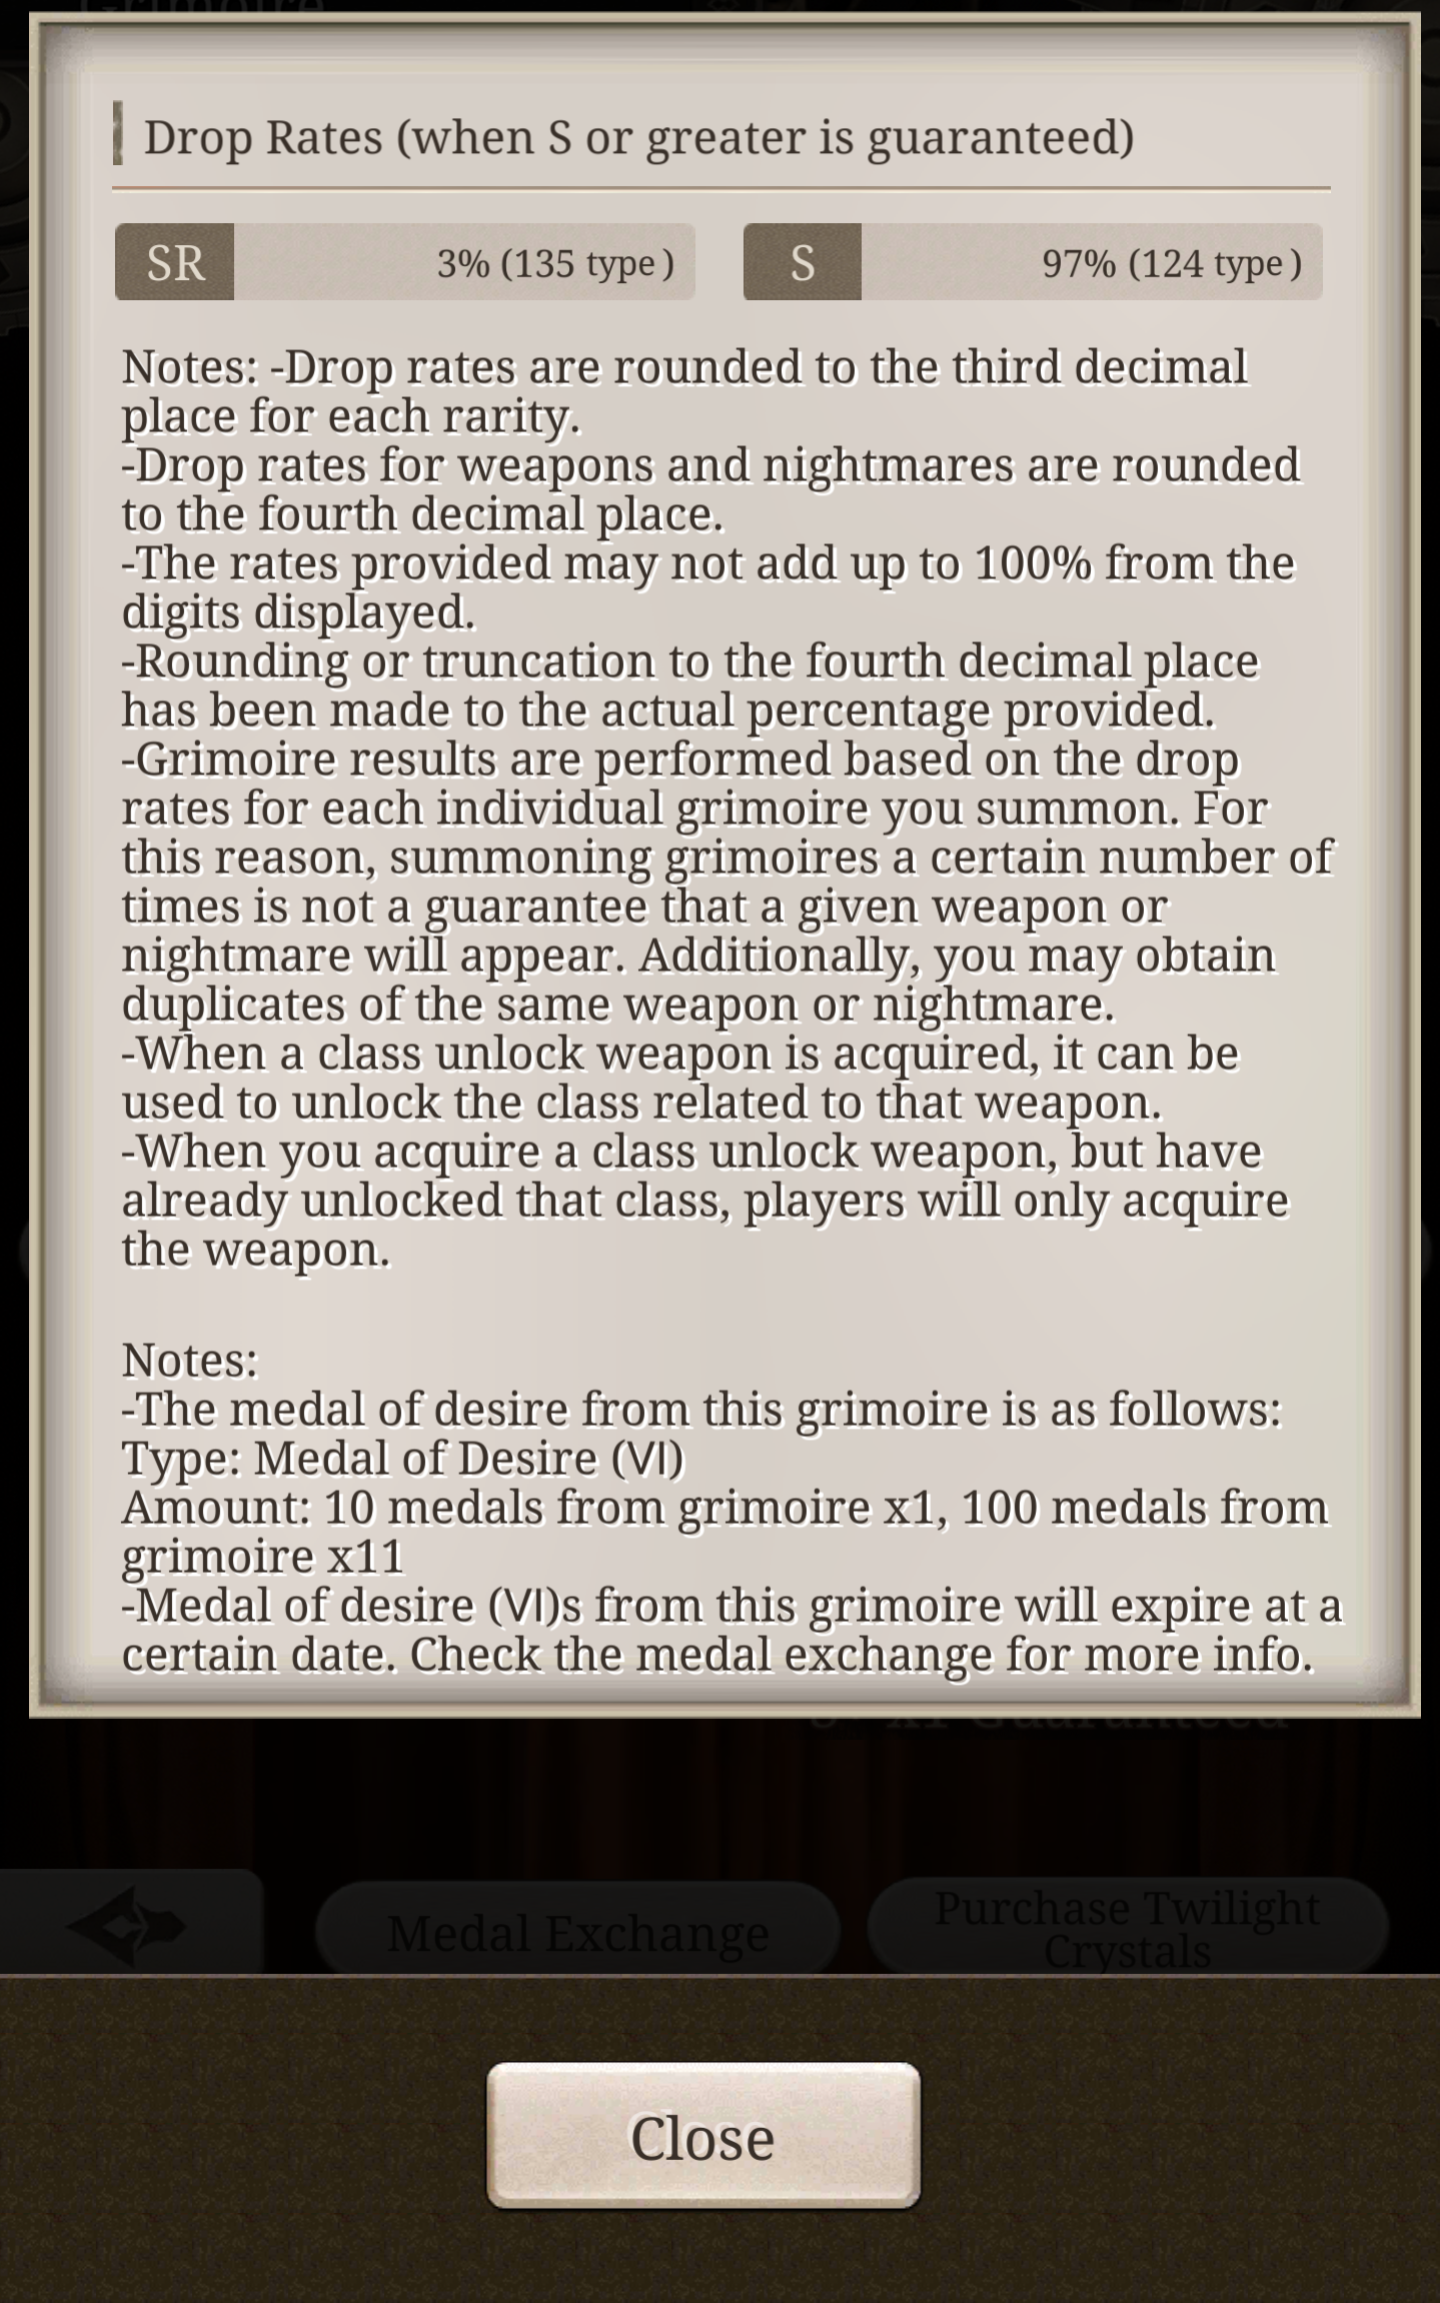 Grimoire
Drop Rates (when S or greater is guaranteed)
SR 3% (135 type)
S 97% (124 type)
Notes: -Drop rates are rounded to the third decimal
place for each rarity.
-Drop rates for weapons and nightmares are rounded
to the fourth decimal place.
-The rates provided may not add up to 100% from the
digits displayed.
-Rounding or truncation to the fourth decimal place
has been made to the actual percentage provided.
-Grimoire results are performed based on the drop
rates for each individual grimoire you summon. For
this reason, summoning grimoires a certain number of
times is not a guarantee that a given weapon or
nightmare will appear. Additionally, you may obtain
duplicates of the same weapon or nightmare.
-When a class unlock weapon is acquired, it can be
used to unlock the class related to that weapon.
-When you acquire a class unlock weapon, but have
already unlocked that class, players will only acquire
the weapon.
Notes:
-The medal of desire from this grimoire is as follows:
Type: Medal of Desire (Ⅵ)
Amount: 10 medals from grimoire x1, 100 medals from
grimoire x11
-Medal of desire (Ⅵ)s from this grimoire will expire at a
certain date. Check the medal exchange for more info.
x1 Guaranteed
Medal Exchange
Purchase Twilight
Crystals
Close